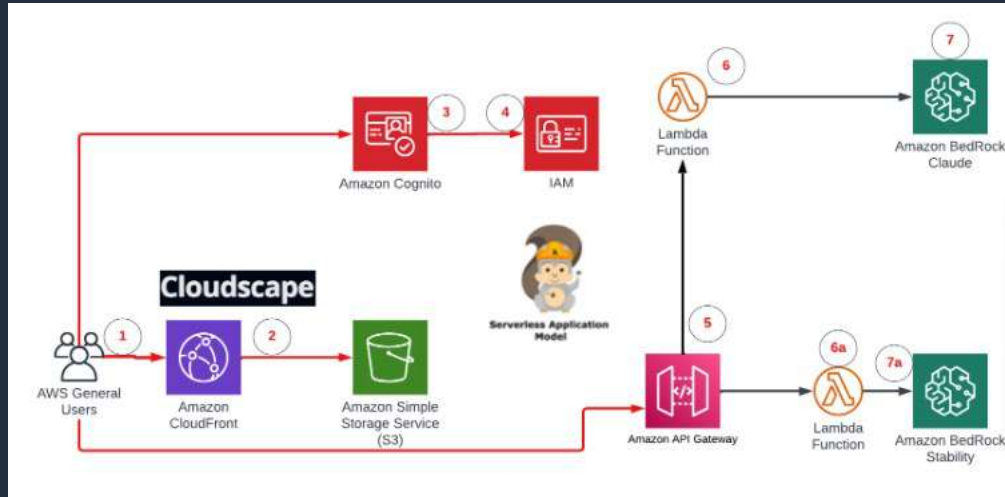 7
6
3
4
Lambda
Function
Amazon BedRock
Claude
Amazon Cognito
IAM
Cloudscape
Serverless Application
Model
1
2
5
6a
7a
AWS General
Users
Amazon
CloudFront
Amazon Simple
Storage Service
(S3)
Amazon API Gateway
Lambda
Function
Amazon BedRock
Stability